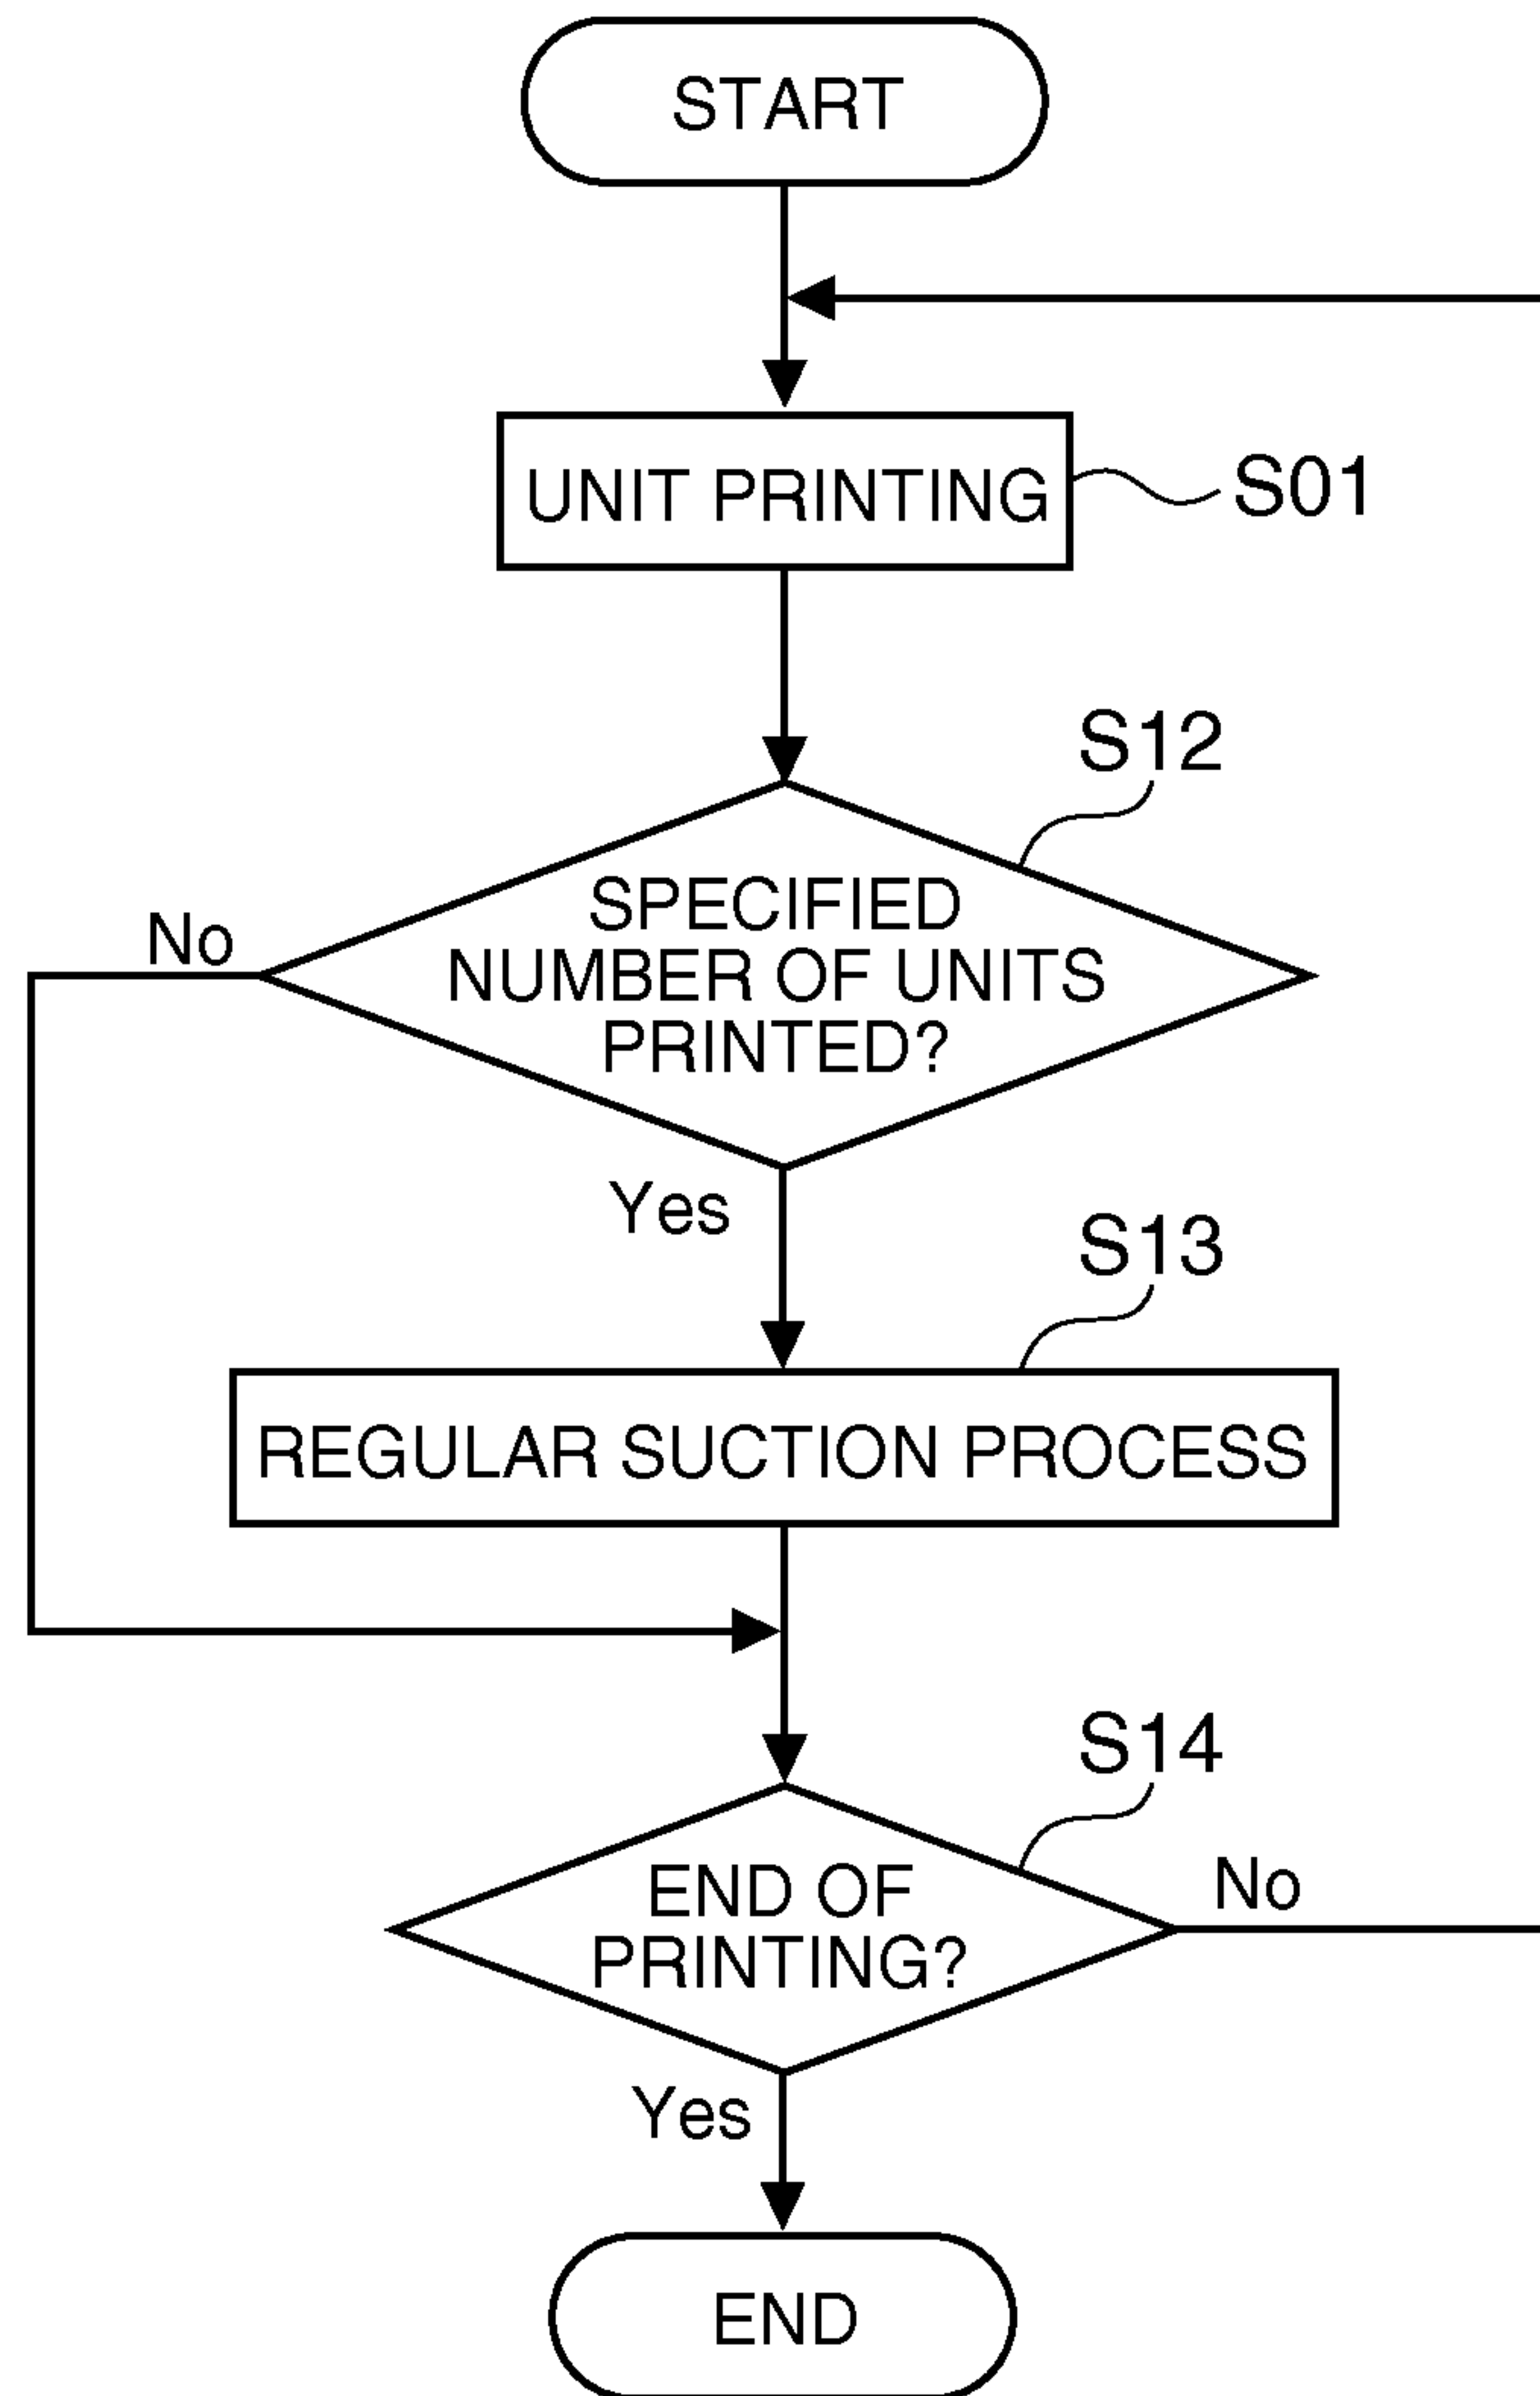 START
UNIT PRINTING
S01
S12
SPECIFIED
NUMBER OF UNITS
PRINTED?
No
Yes
S13
REGULAR SUCTION PROCESS
S14
END OF
PRINTING?
No
Yes
END